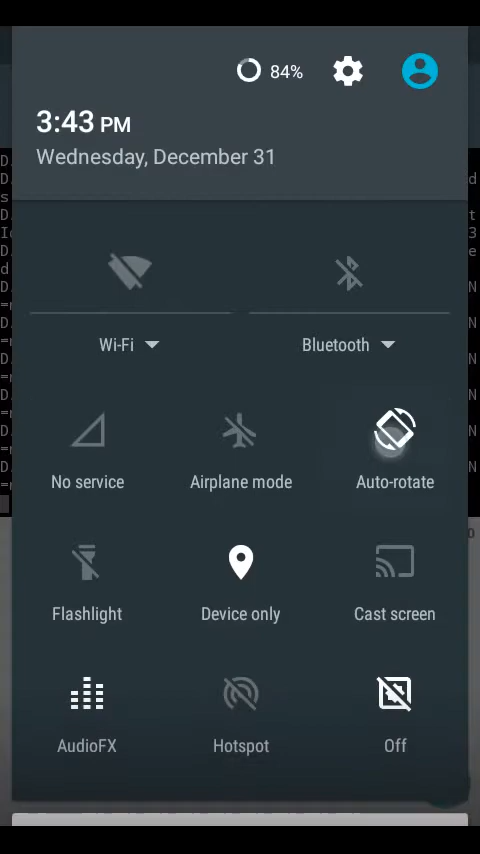 84%
3:43 PM
Wednesday, December 31
Wi-Fi
Bluetooth
No service
Airplane mode
Auto-rotate
Flashlight
Device only
Cast screen
AudioFX
Hotspot
Off